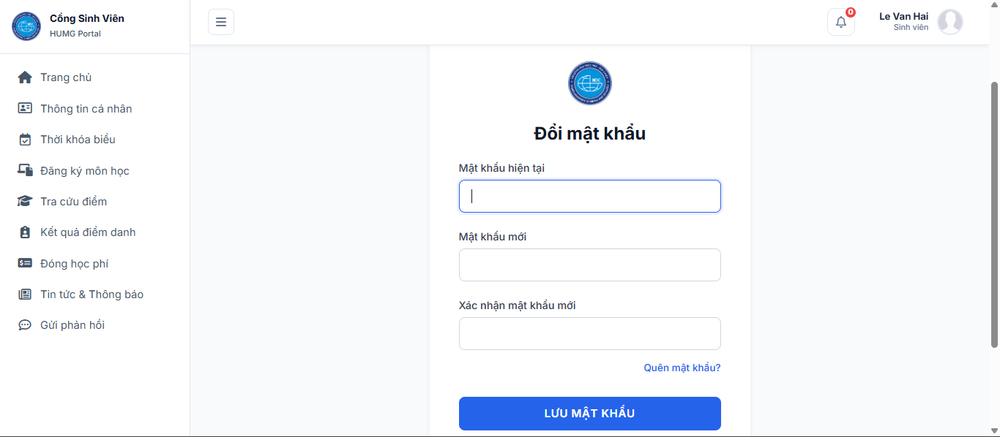 Cổng Sinh Viên
HUMG Portal
0
Le Van Hai
Sinh viên
Trang chủ
Thông tin cá nhân
Thời khóa biểu
Đăng ký môn học
Tra cứu điểm
Kết quả điểm danh
Đóng học phí
Tin tức & Thông báo
Gửi phản hồi
MDC
Đổi mật khẩu
Mật khẩu hiện tại
Mật khẩu mới
Xác nhận mật khẩu mới
Quên mật khẩu?
LƯU MẬT KHẨU